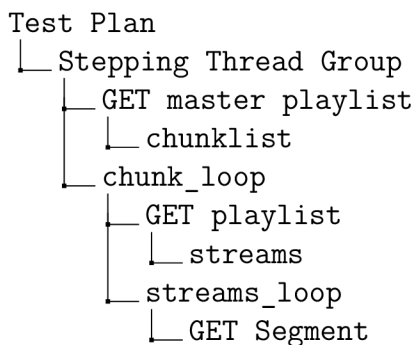 Test Plan
Stepping Thread Group
GET master playlist
chunklist
chunk_loop
GET playlist
streams
streams_loop
GET Segment